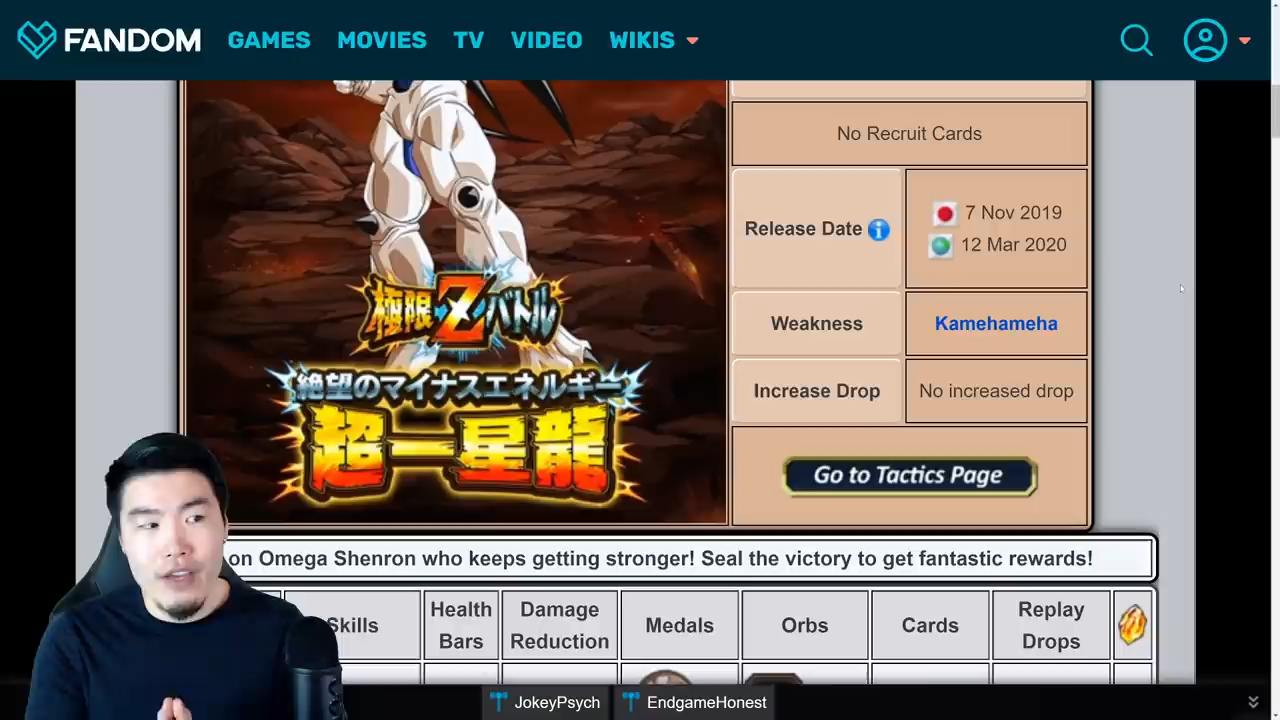 FANDOM GAMES MOVIES TV VIDEO WIKIS
No Recruit Cards
Release Date
7 Nov 2019
12 Mar 2020
Weakness
Kamehameha
Increase Drop
No increased drop
Go to Tactics Page
極限Zバトル
絶望のマイナスエネルギー
超一星龍
on Omega Shenron who keeps getting stronger! Seal the victory to get fantastic rewards!
Skills
Health
Bars
Damage
Reduction
Medals
Orbs
Cards
Replay
Drops
JokeyPsych
EndgameHonest